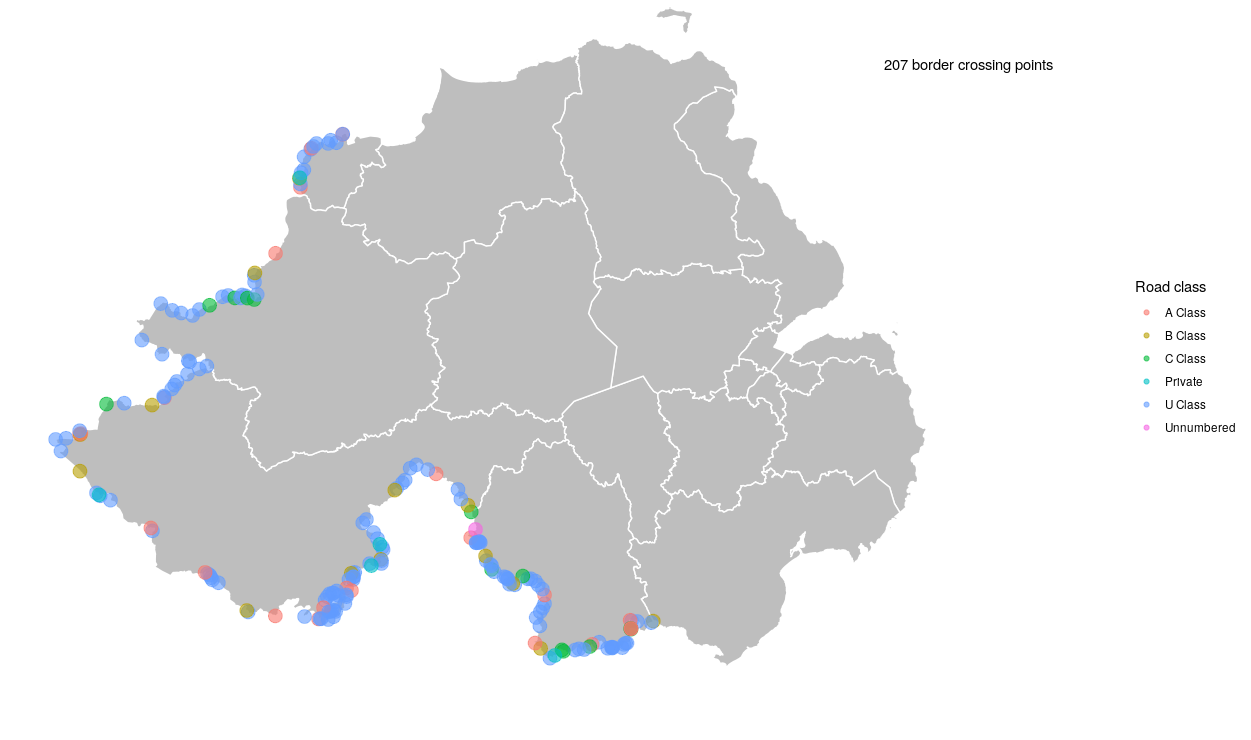 207 border crossing points
Road class
A Class
B Class
C Class
Private
U Class
Unnumbered